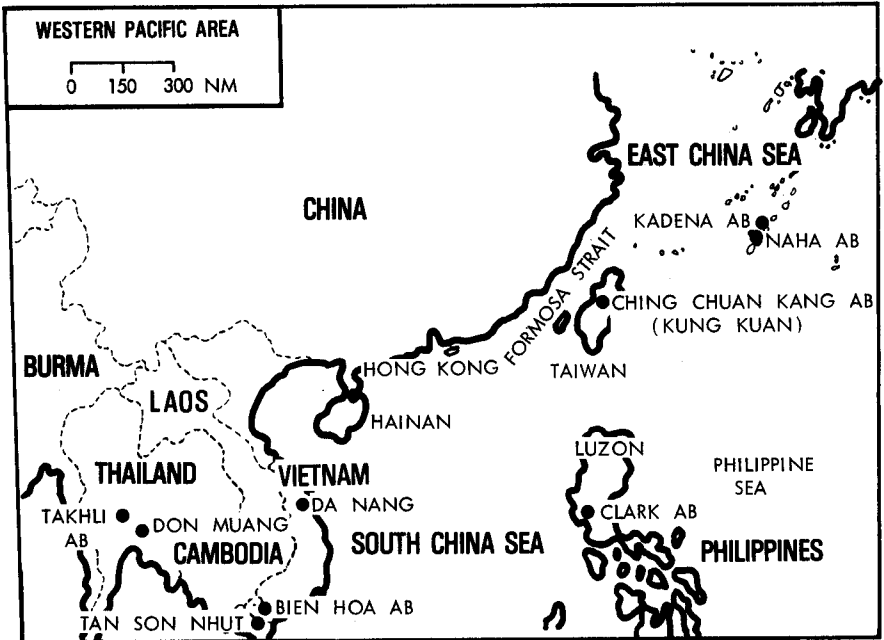 WESTERN PACIFIC AREA
0 150 300 NM
EAST CHINA SEA
CHINA
KADENA AB
NAHA AB
FORMOSA STRAIT
CHING CHUAN KANG AB
(KUNG KUAN)
BURMA
HONG KONG
TAIWAN
LAOS
HAINAN
LUZON
THAILAND
VIETNAM
PHILIPPINE
SEA
TAKHLI
AB
DON MUANG
DA NANG
CLARK AB
CAMBODIA
SOUTH CHINA SEA
PHILIPPINES
BIEN HOA AB
TAN SON NHUT